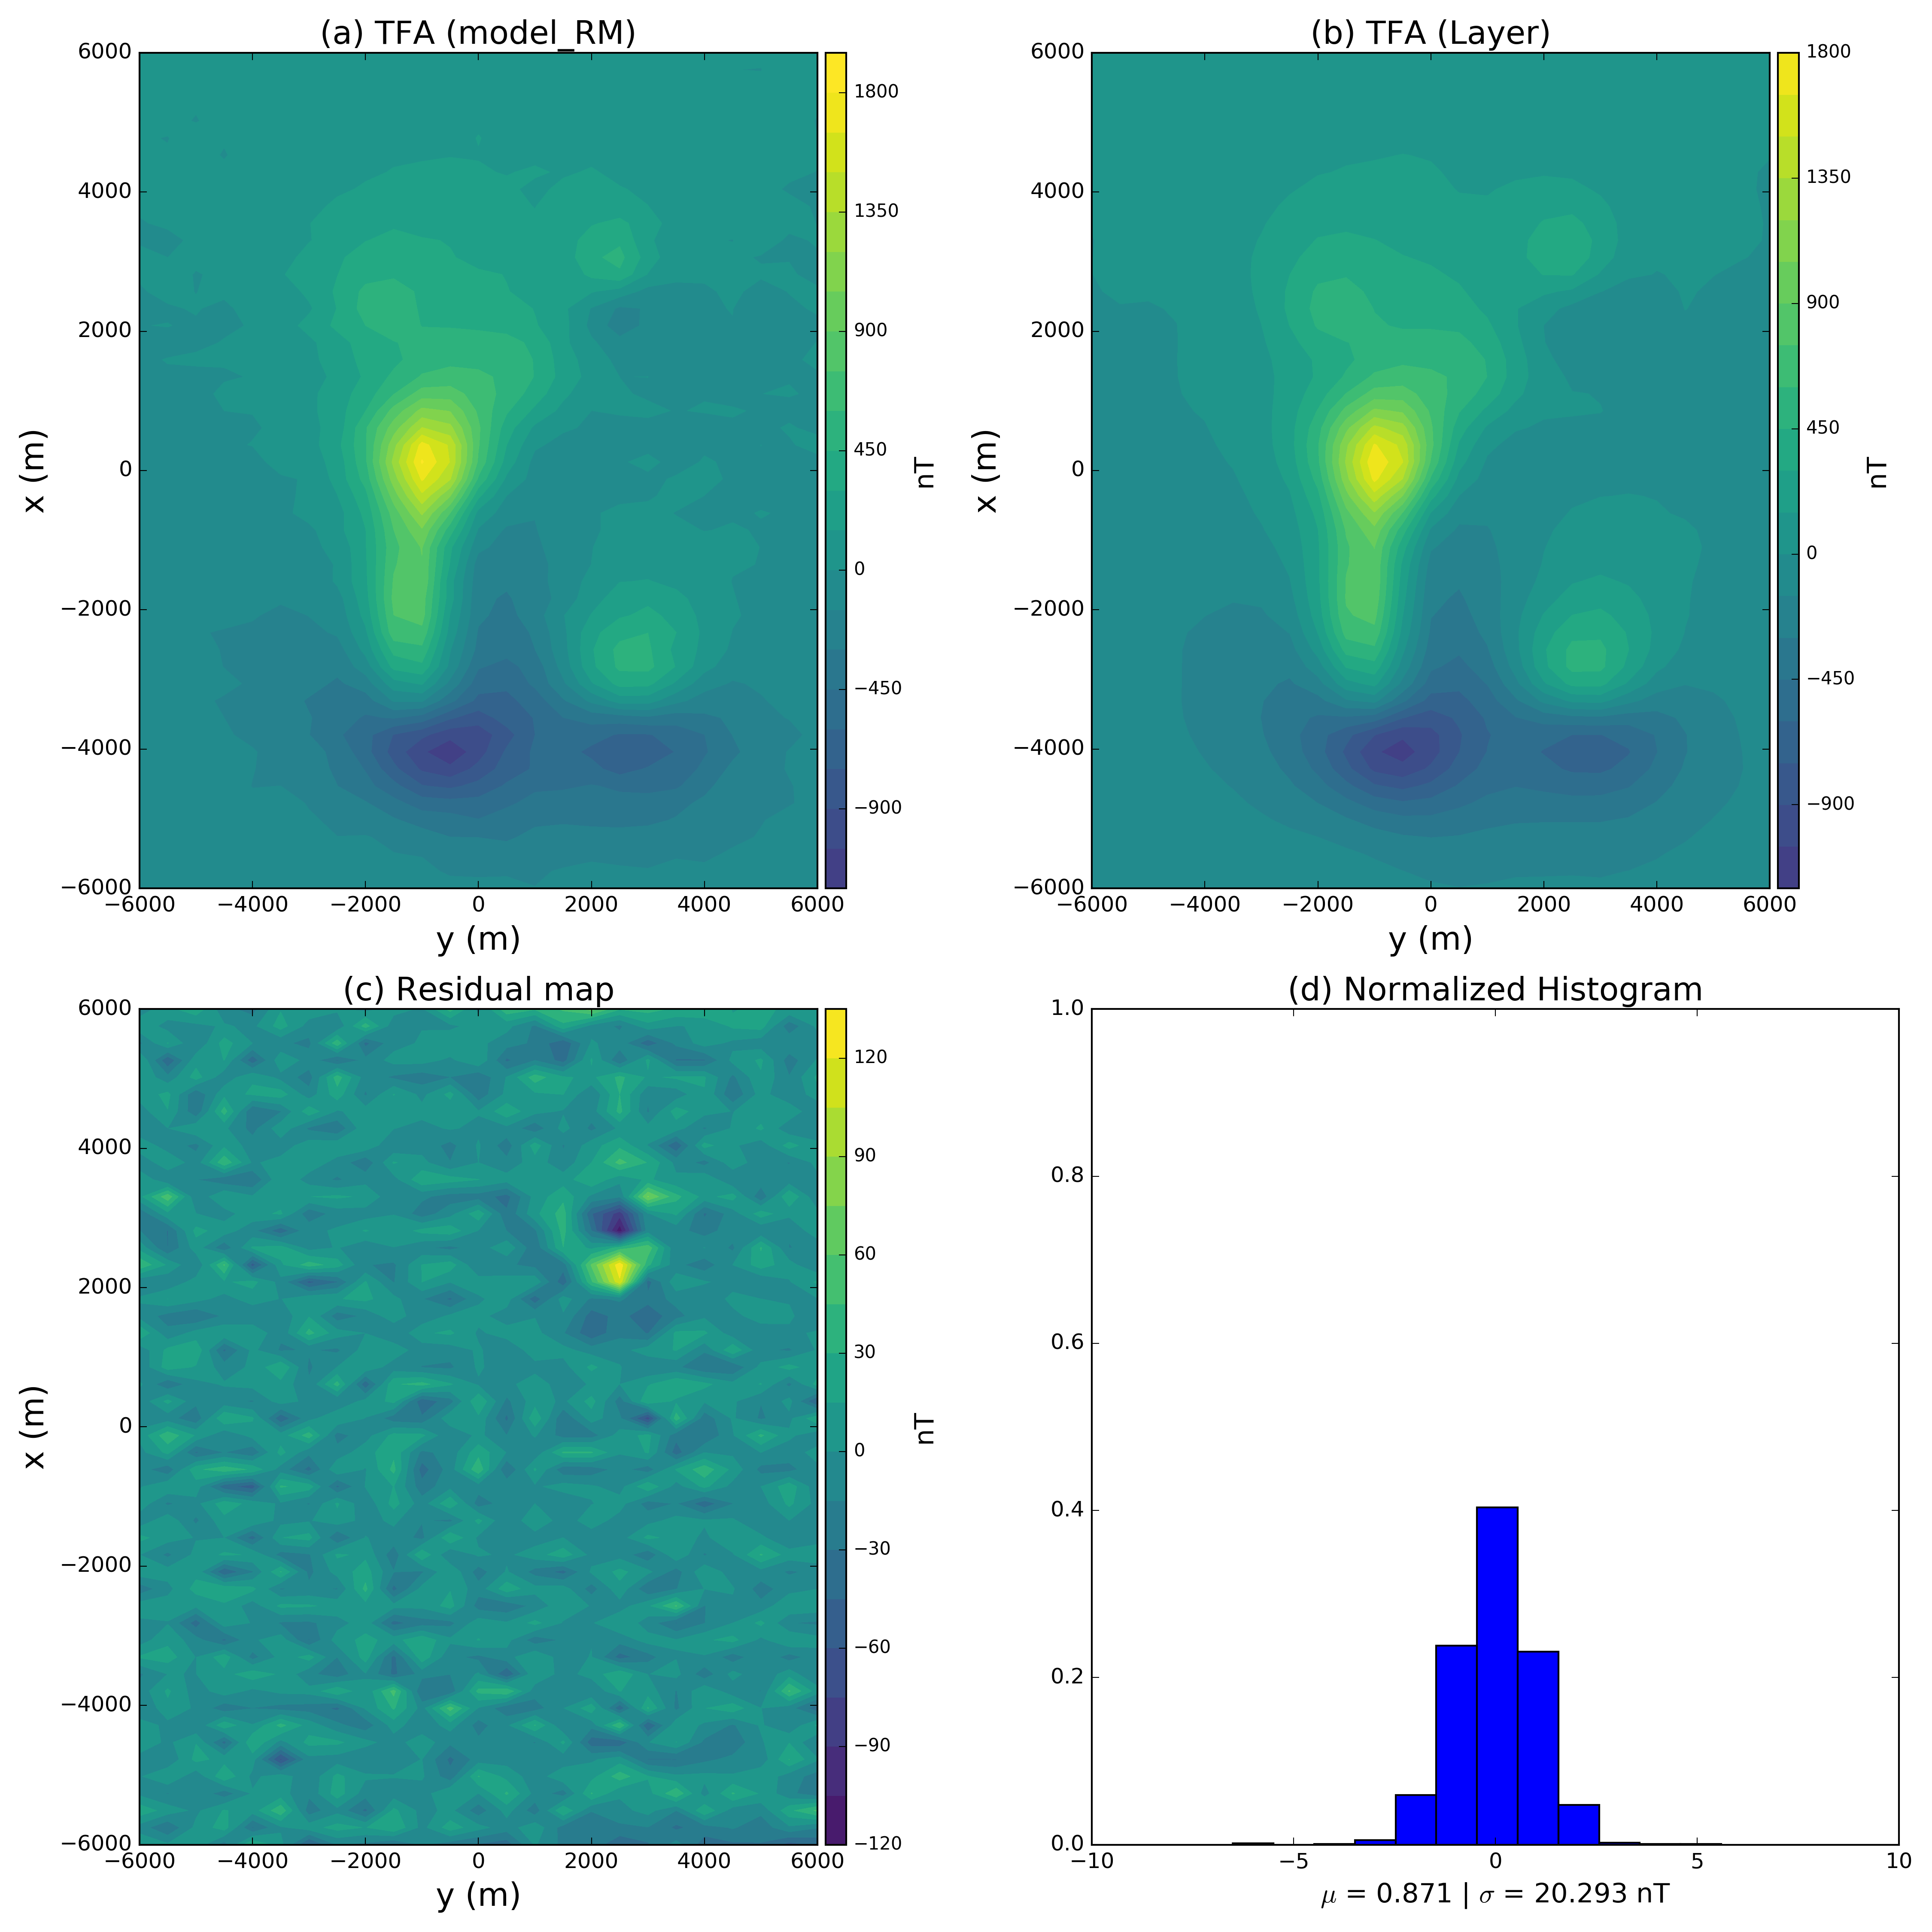 (a) TFA (model_RM)
6000
4000
2000
0
−2000
−4000
−6000
x (m)
−6000 −4000 −2000 0 2000 4000 6000
y (m)
1800
1350
900
450
0
−450
−900
nT
(b) TFA (Layer)
6000
4000
2000
0
−2000
−4000
−6000
x (m)
−6000 −4000 −2000 0 2000 4000 6000
y (m)
1800
1350
900
450
0
−450
−900
nT
(c) Residual map
6000
4000
2000
0
−2000
−4000
−6000
x (m)
−6000 −4000 −2000 0 2000 4000 6000
y (m)
120
90
60
30
0
−30
−60
−90
−120
nT
(d) Normalized Histogram
1.0
0.8
0.6
0.4
0.2
0.0
−10 −5 0 5 10
μ = 0.871 | σ = 20.293 nT